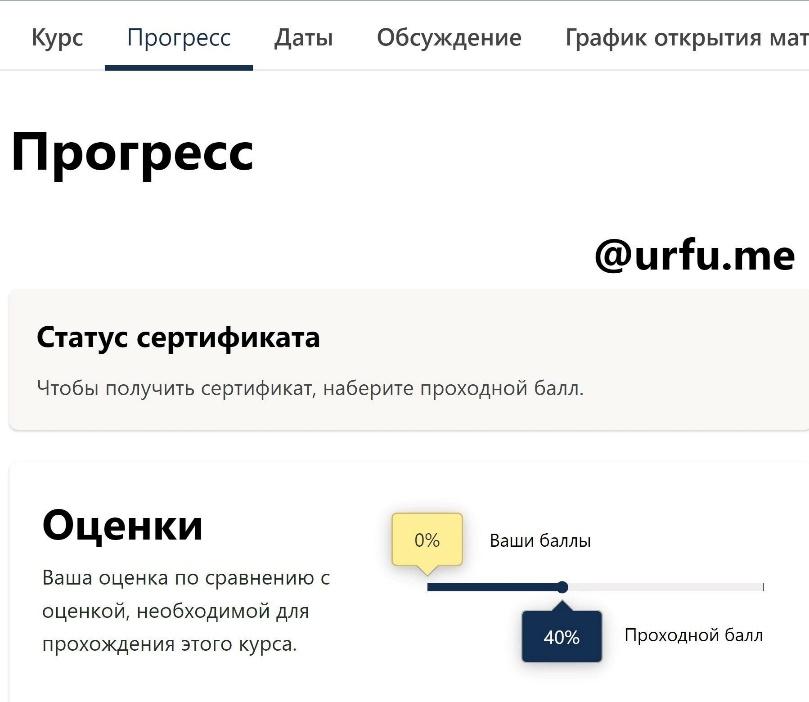 Курс Прогресс Даты Обсуждение График открытия мат
Прогресс
@urfu.me
Статус сертификата
Чтобы получить сертификат, наберите проходной балл.
Оценки
Ваша оценка по сравнению с
оценкой, необходимой для
прохождения этого курса.
0% Ваши баллы
40% Проходной балл